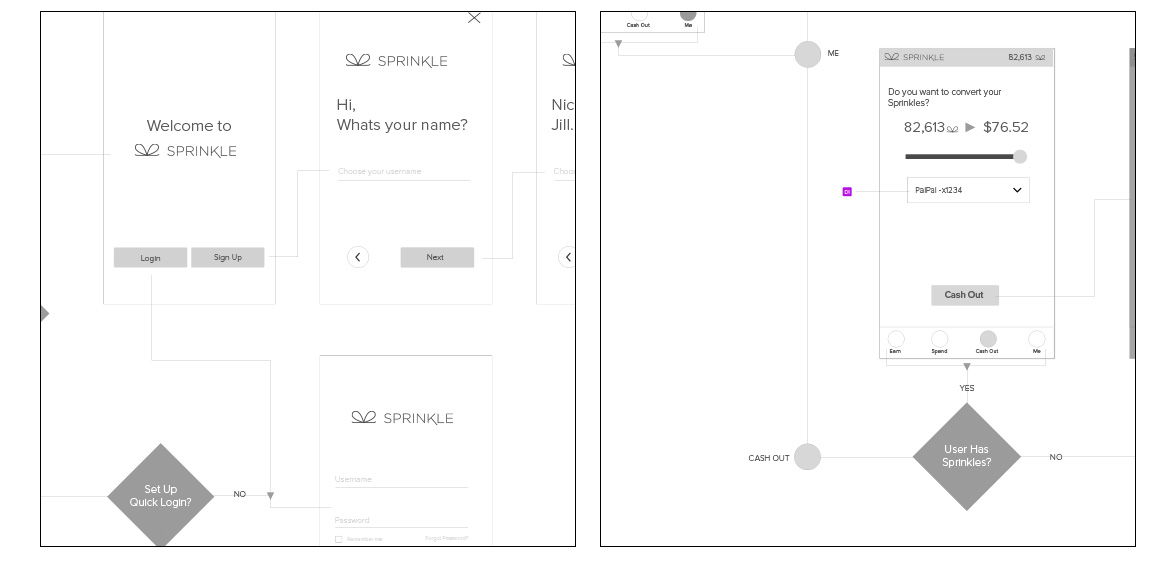 Welcome to
SPRINKLE
Login
Sign Up
SPRINKLE
Hi,
Whats your name?
Choose your username
Next
Nic
Jill.
Choo
Set Up
Quick Login?
NO
SPRINKLE
Username
Password
Remember me
Forgot Password?
Cash Out
Me
ME
SPRINKLE
82,613
Do you want to convert your
Sprinkles?
82,613
$76.52
PalPal -x1234
Cash Out
Earn
Spend
Cash Out
Me
YES
CASH OUT
User Has
Sprinkles?
NO